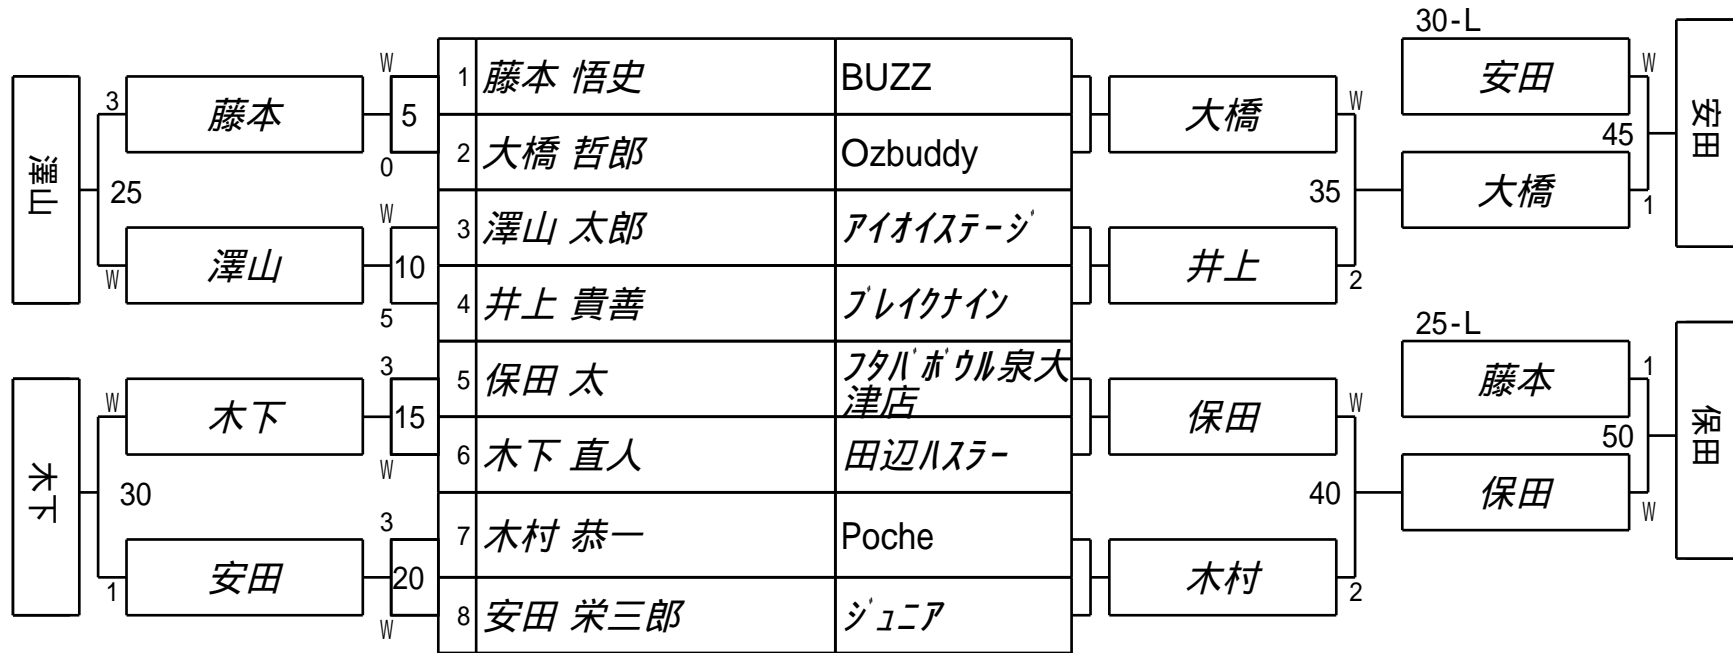 30-L
W
1 藤本 悟史 BUZZ
安田
W
3
藤本
5
大橋
W
安田
45
0
2 大橋 哲郎 Ozbuddy
澤山
25
35
大橋
1
W
3 澤山 太郎 アイオイステージ
W
澤山
10
井上
2
5
4 井上 貴善 ブレイクナイン
25-L
3
5 保田 太 フタバボウル泉大
津店
藤本
1
W
木下
15
保田
W
保田
50
W
6 木下 直人 田辺ハスラー
木下
30
40
保田
W
3
7 木村 恭一 Poche
1
安田
20
木村
2
W
8 安田 栄三郎 ジュニア